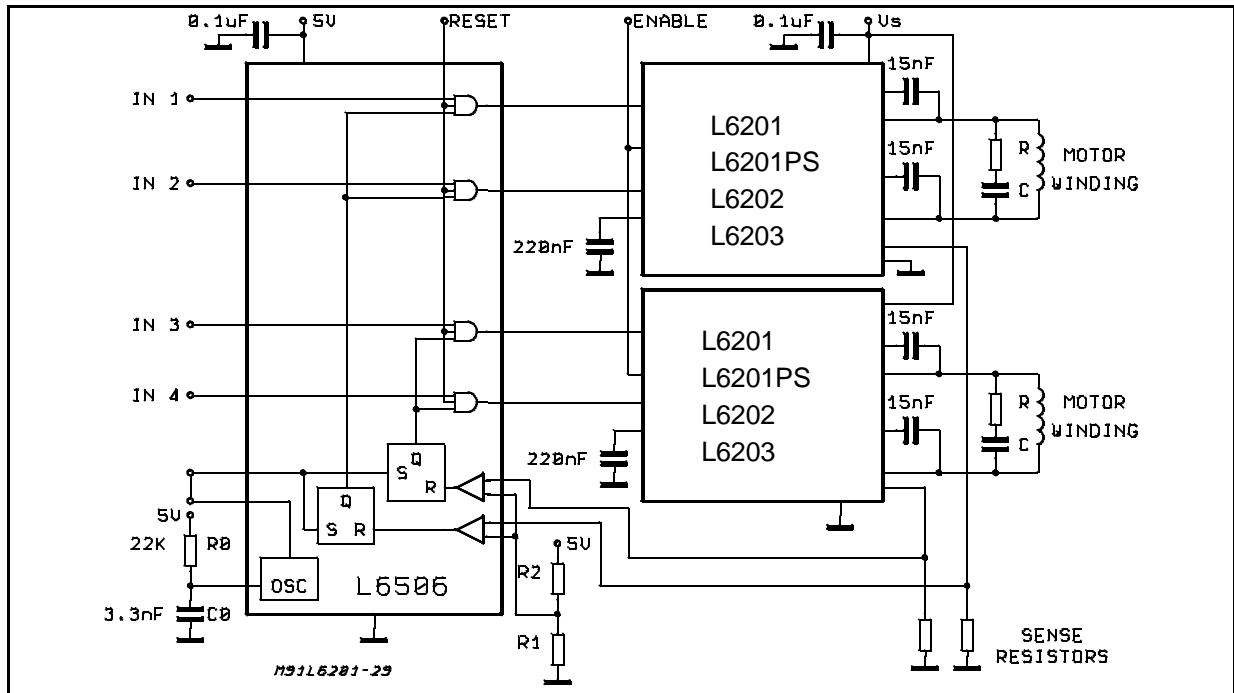 0.1uF
5V
RESET
ENABLE
0.1uF
Vs
15nF
IN 1
L6201
L6201PS
L6202
L6203
15nF
R
C
MOTOR
WINDING
IN 2
220nF
IN 3
L6201
L6201PS
L6202
L6203
15nF
IN 4
15nF
R
C
MOTOR
WINDING
220nF
S Q R
Q
S R
5V
22K R0
OSC
L6506
3.3nF C0
5V
R2
R1
SENSE
RESISTORS
M91L6201-29